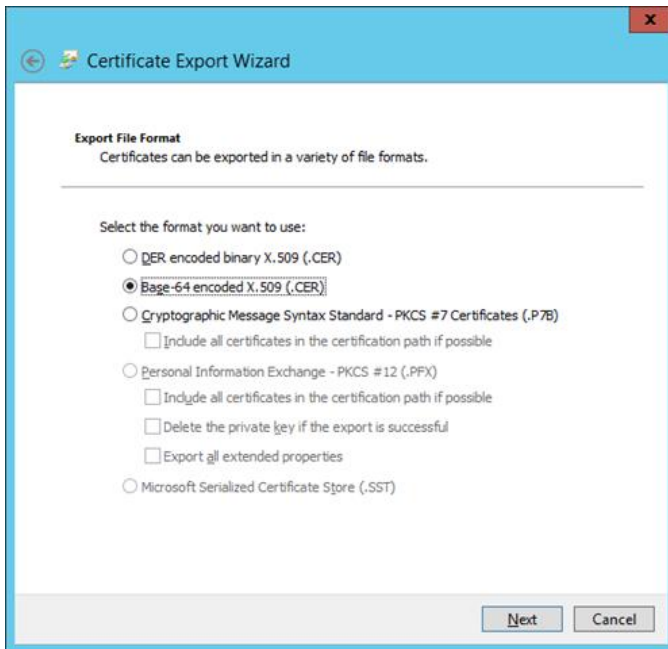 x
Certificate Export Wizard
Export File Format
Certificates can be exported in a variety of file formats.
Select the format you want to use:
DER encoded binary X.509 (.CER)
Base-64 encoded X.509 (.CER)
Cryptographic Message Syntax Standard - PKCS #7 Certificates (.P7B)
Include all certificates in the certification path if possible
Personal Information Exchange - PKCS #12 (.PFX)
Include all certificates in the certification path if possible
Delete the private key if the export is successful
Export all extended properties
Microsoft Serialized Certificate Store (.SST)
Next Cancel